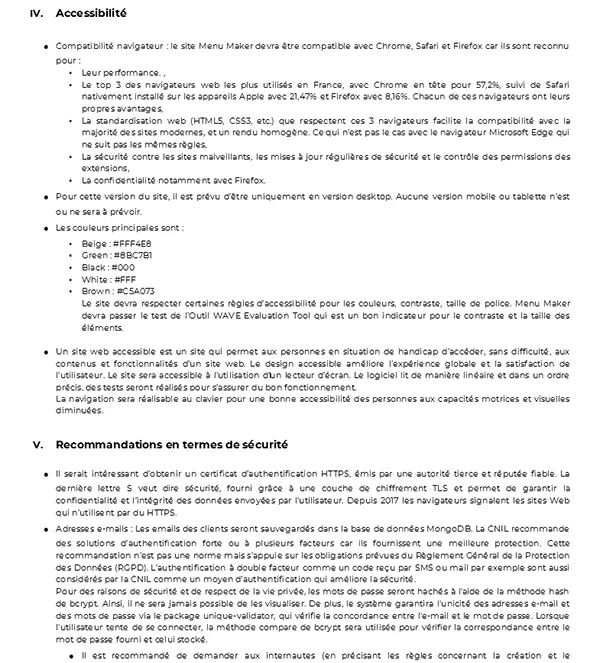 IV. Accessibilité
• Compatibilité navigateur : le site Menu Maker devra être compatible avec Chrome, Safari et Firefox car ils sont reconnu
pour :
• Leur performance. ,
• Le top 3 des navigateurs web les plus utilisés en France, avec Chrome en tête pour 57,2%, suivi de Safari
nativement installé sur les appareils Apple avec 21,47% et Firefox avec 8,16%. Chacun de ces navigateurs ont leurs
propres avantages,
• La standardisation web (HTML5, CSS3, etc.) que respectent ces 3 navigateurs facilite la compatibilité avec la
majorité des sites modernes, et un rendu homogène. Ce qui n'est pas le cas avec le navigateur Microsoft Edge qui
ne suit pas les mêmes règles,
• La sécurité contre les sites malveillants, les mises à jour régulières de sécurité et le contrôle des permissions des
extensions,
• La confidentialité notamment avec Firefox.
• Pour cette version du site, il est prévu d'être uniquement en version desktop. Aucune version mobile ou tablette n'est
ou ne sera à prévoir.
• Les couleurs principales sont :
• Beige : #FFF4E8
• Green : #8BC7B1
• Black : #000
• White : #FFF
• Brown : #C5A073
Le site devra respecter certaines règles d'accessibilité pour les couleurs, contraste, taille de police. Menu Maker
devra passer le test de l'Outil WAVE Evaluation Tool qui est un bon indicateur pour le contraste et la taille des
éléments.
• Un site web accessible est un site qui permet aux personnes en situation de handicap d'accéder, sans difficulté, aux
contenus et fonctionnalités d'un site web. Le design accessible améliore l'expérience globale et la satisfaction de
l'utilisateur. Le site sera accessible à l'utilisation d'un lecteur d'écran. Le logiciel lit de manière linéaire et dans un ordre
précis. des tests seront réalisés pour s'assurer du bon fonctionnement.
La navigation sera réalisable au clavier pour une bonne accessibilité des personnes aux capacités motrices et visuelles
diminuées.
V. Recommandations en termes de sécurité
• Il serait intéressant d'obtenir un certificat d'authentification HTTPS, émis par une autorité tierce et réputée fiable. La
dernière lettre S veut dire sécurité, fourni grâce à une couche de chiffrement TLS et permet de garantir la
confidentialité et l'intégrité des données envoyées par l'utilisateur. Depuis 2017 les navigateurs signalent les sites Web
qui n'utilisent par du HTTPS.
• Adresses e-mails : Les emails des clients seront sauvegardés dans la base de données MongoDB. La CNIL recommande
des solutions d'authentification forte ou à plusieurs facteurs car ils fournissent une meilleure protection. Cette
recommandation n'est pas une norme mais s'appuie sur les obligations prévues du Règlement Général de la Protection
des Données (RGPD). L'authentification à double facteur comme un code reçu par SMS ou mail par exemple sont aussi
considérés par la CNIL comme un moyen d'authentification qui améliore la sécurité.
Pour des raisons de sécurité et de respect de la vie privée, les mots de passe seront hachés à l'aide de la méthode hash
de bcrypt. Ainsi, il ne sera jamais possible de les visualiser. De plus, le système garantira l'unicité des adresses e-mail et
des mots de passe via le package unique-validator, qui vérifie la concordance entre l'e-mail et le mot de passe. Lorsque
l'utilisateur tente de se connecter, la méthode compare de bcrypt sera utilisée pour vérifier la correspondance entre le
mot de passe fourni et celui stocké.
• Il est recommandé de demander aux internautes (en précisant les règles concernant la création et le